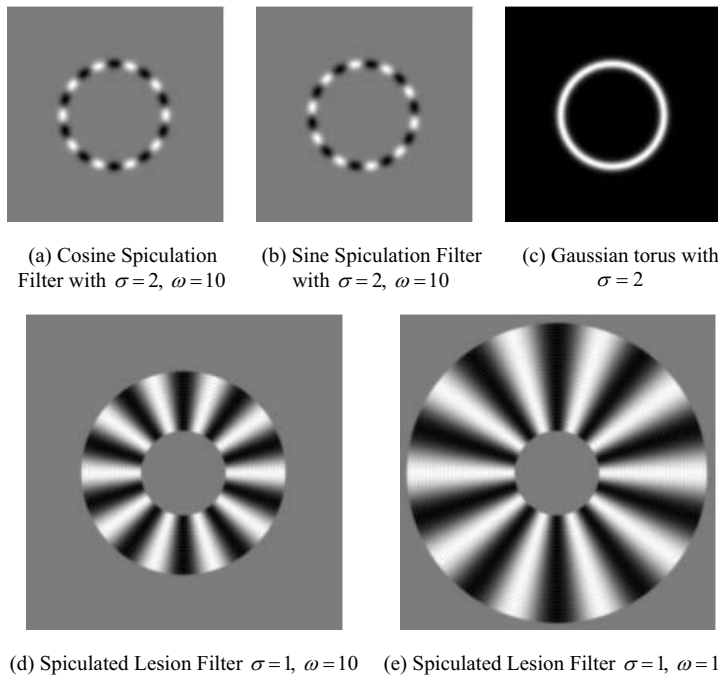 (a) Cosine Spiculation
Filter with σ = 2, ω = 10
(b) Sine Spiculation Filter
with σ = 2, ω = 10
(c) Gaussian torus with
σ = 2
(d) Spiculated Lesion Filter σ = 1, ω = 10
(e) Spiculated Lesion Filter σ = 1, ω = 1